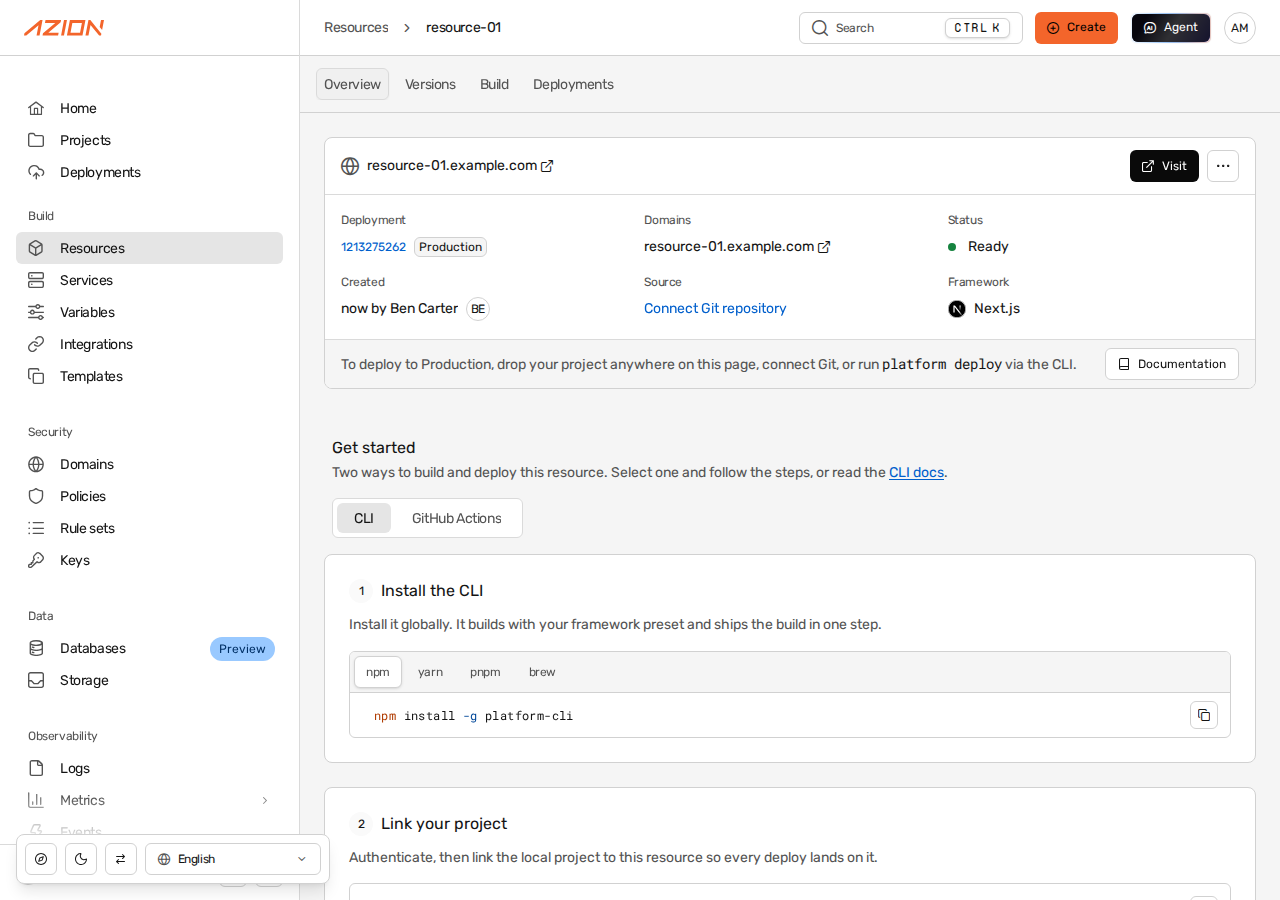 AZION
Resources > resource-01
Search CTRL K
Create
Agent
AM
Home
Projects
Deployments
Build
Resources
Services
Variables
Integrations
Templates
Security
Domains
Policies
Rule sets
Keys
Data
Databases Preview
Storage
Observability
Logs
Metrics
Events
English
Overview Versions Build Deployments
resource-01.example.com
Visit
Deployment
1213275262 Production
Domains
resource-01.example.com
Status
Ready
Created
now by Ben Carter BE
Source
Connect Git repository
Framework
Next.js
To deploy to Production, drop your project anywhere on this page, connect Git, or run platform deploy via the CLI.
Documentation
Get started
Two ways to build and deploy this resource. Select one and follow the steps, or read the CLI docs.
CLI GitHub Actions
1 Install the CLI
Install it globally. It builds with your framework preset and ships the build in one step.
npm yarn pnpm brew
npm install -g platform-cli
2 Link your project
Authenticate, then link the local project to this resource so every deploy lands on it.